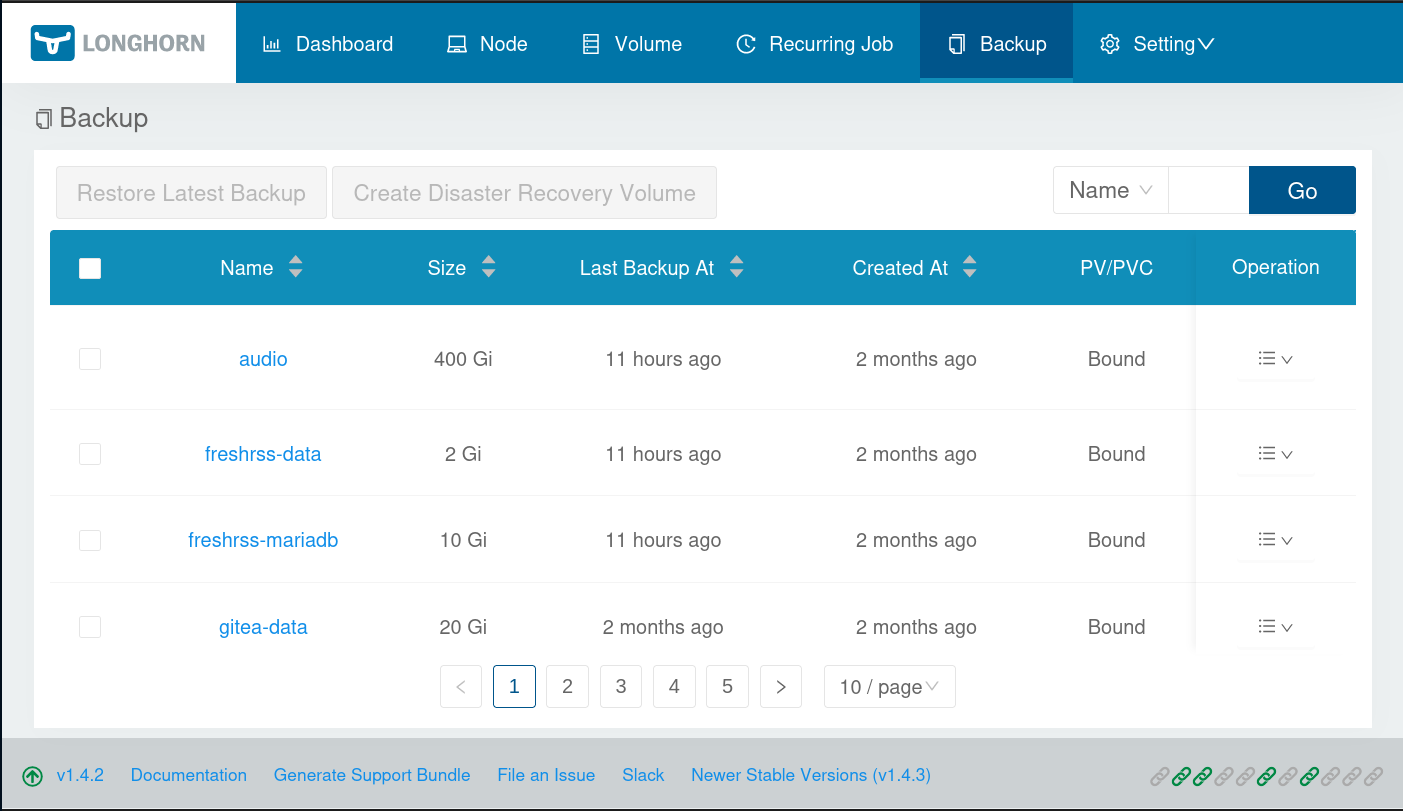 LONGHORN Dashboard Node Volume Recurring Job Backup Setting
Backup
Restore Latest Backup Create Disaster Recovery Volume Name Go
Name Size Last Backup At Created At PV/PVC Operation
audio 400 Gi 11 hours ago 2 months ago Bound
freshrss-data 2 Gi 11 hours ago 2 months ago Bound
freshrss-mariadb 10 Gi 11 hours ago 2 months ago Bound
gitea-data 20 Gi 2 months ago 2 months ago Bound
< 1 2 3 4 5 > 10 / page
v1.4.2 Documentation Generate Support Bundle File an Issue Slack Newer Stable Versions (v1.4.3)